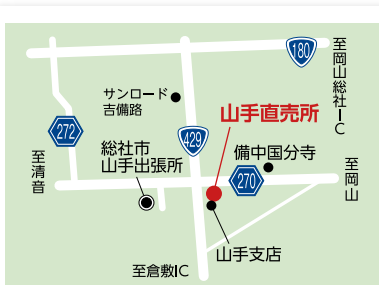 180
至岡山総社IC
サンロード
吉備路
山手直売所
272
429
総社市
山手出張所
備中国分寺
至清音
270
至岡山
山手支店
至倉敷IC